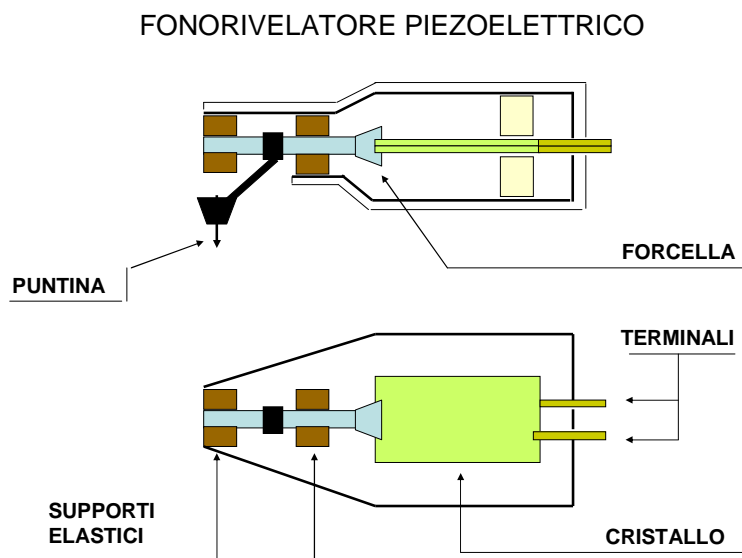 FONORIVELATORE PIEZOELETTRICO
FORCELLA
PUNTINA
TERMINALI
SUPPORTI
ELASTICI
CRISTALLO